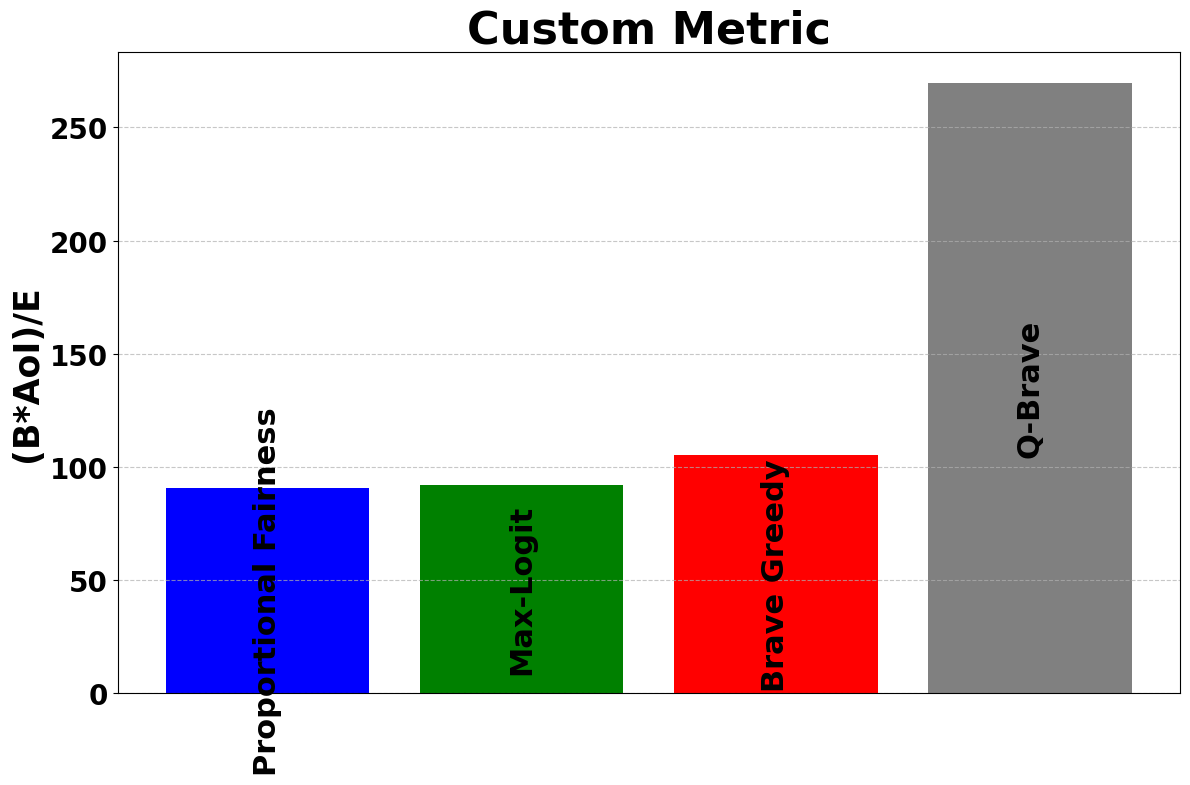 Custom Metric
(B*AoI)/E
250
200
150
100
50
0
Proportional Fairness
Max-Logit
Brave Greedy
Q-Brave